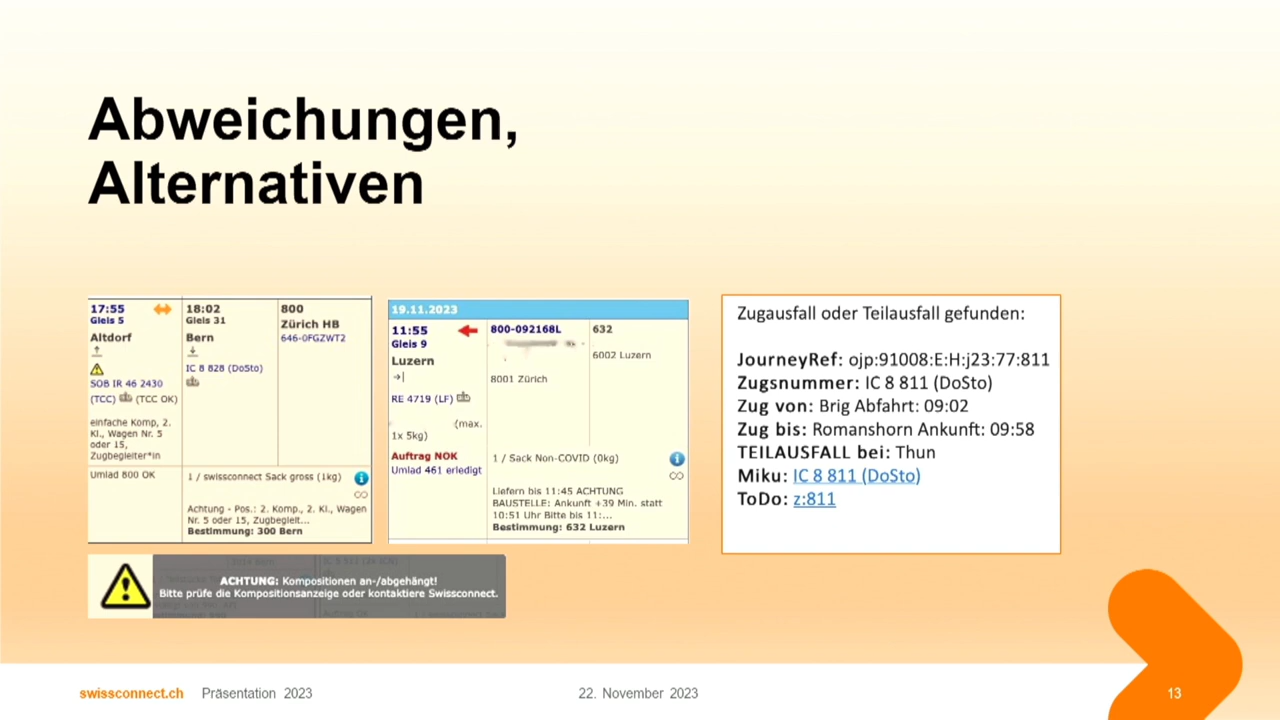 Abweichungen,
Alternativen
17:55
Gleis 5
Altdorf
SOB IR 46 2430
(TCC) (TCC OK)
einfache Komp, 2.
Kl., Wagen Nr. 5
oder 15,
Zugbegleiter*in
Umlad 800 OK
18:02
Gleis 31
Bern
IC 8 828 (DoSto)
800
Zürich HB
646-0FGZWT2
1 / swissconnect Sack gross (1kg)
Achtung - Pos.: 2. Komp., 2. Kl., Wagen
Nr. 5 oder 15, Zugbegleit...
Bestimmung: 300 Bern
19.11.2023
11:55
Gleis 9
Luzern
RE 4719 (LF)
(max.
1x 5kg)
Auftrag NOK
Umlad 461 erledigt
800-092168L
8001 Zürich
632
6002 Luzern
1 / Sack Non-COVID (0kg)
Liefern bis 11:45 ACHTUNG
BAUSTELLE: Ankunft +39 Min. statt
10:51 Uhr Bitte bis 11:...
Bestimmung: 632 Luzern
Zugausfall oder Teilausfall gefunden:
JourneyRef: ojp:91008:E:H:j23:77:811
Zugsnummer: IC 8 811 (DoSto)
Zug von: Brig Abfahrt: 09:02
Zug bis: Romanshorn Ankunft: 09:58
TEILAUSFALL bei: Thun
Miku: IC 8 811 (DoSto)
ToDo: z:811
ACHTUNG: Kompositionen an-/abgehängt!
Bitte prüfe die Kompositionsanzeige oder kontaktiere Swissconnect.
swissconnect.ch Präsentation 2023
22. November 2023
13